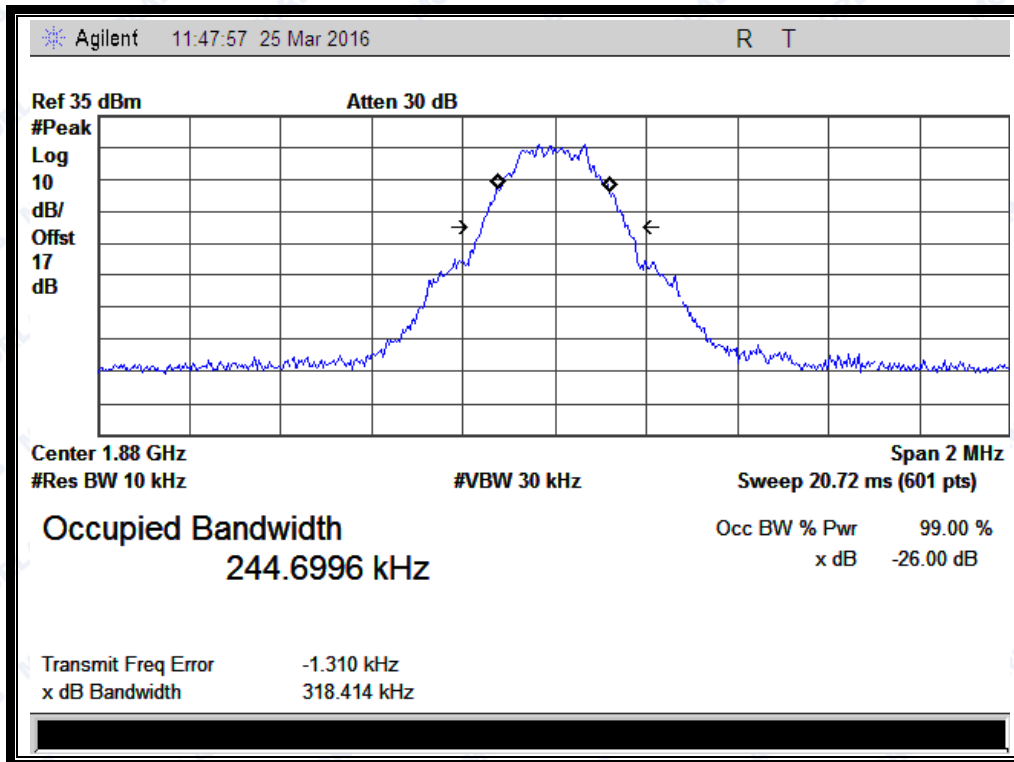 Agilent 11:47:57 25 Mar 2016 R T
Ref 35 dBm Atten 30 dB
#Peak
Log
10
dB/
Offst
17
dB
Center 1.88 GHz Span 2 MHz
#Res BW 10 kHz #VBW 30 kHz Sweep 20.72 ms (601 pts)
Occupied Bandwidth Occ BW % Pwr 99.00 %
244.6996 kHz x dB -26.00 dB
Transmit Freq Error -1.310 kHz
x dB Bandwidth 318.414 kHz